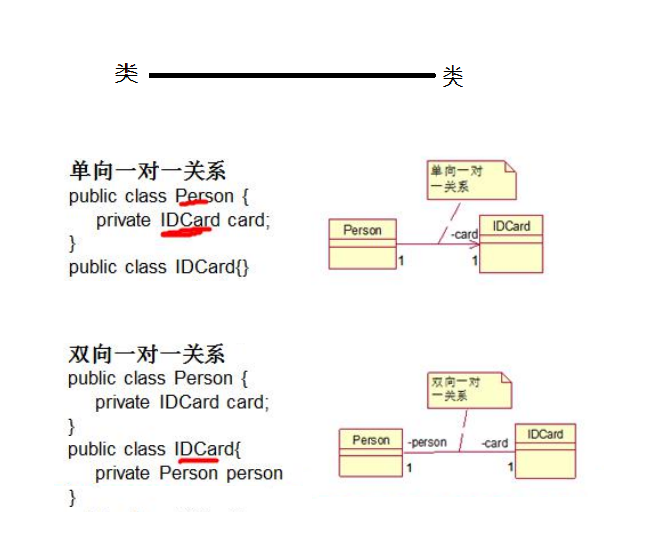 类 类
单向一对一关系
public class Person {
private IDCard card;
}
public class IDCard{}
单向一对
一关系
Person
IDCard
-card
1
1
双向一对一关系
public class Person {
private IDCard card;
}
public class IDCard{
private Person person
}
双向一对
一关系
Person
IDCard
-person
-card
1
1